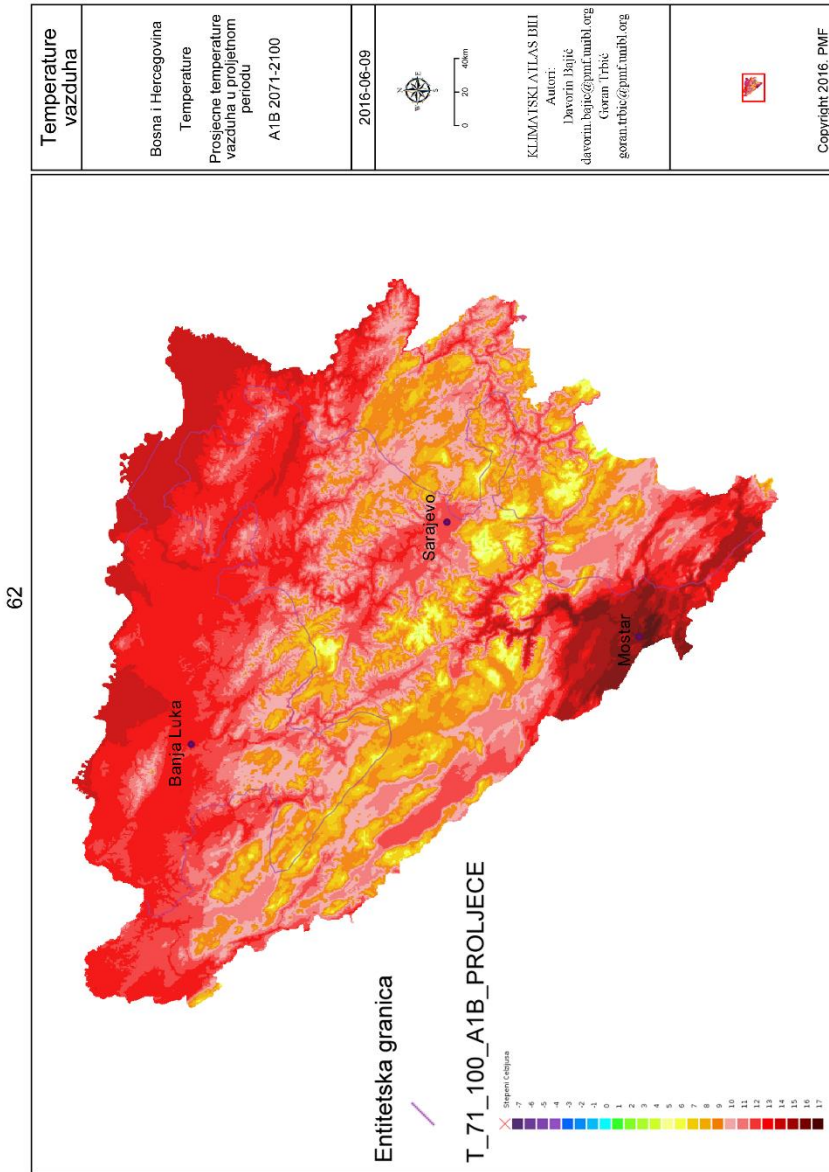 62
Temperature
vazduha
Bosna i Hercegovina
Temperature
Prosjecne temperature
vazduha u proljetnom
periodu
A1B 2071-2100
2016-06-09
N
W E
S
0 20 40km
KLIMATSKI ATLAS BIH
Autori:
Davorin Bajić
davorin.bajic@pmf.unibl.org
Goran Trbić
goran.trbic@pmf.unibl.org
Copyright 2016. PMF
Banja Luka
Sarajevo
Mostar
Entitetska granica
T_71_100_A1B_PROLJECE
Stepeni Celzijusa
-7
-6
-5
-4
-3
-2
-1
0
1
2
3
4
5
6
7
8
9
10
11
12
13
14
15
16
17